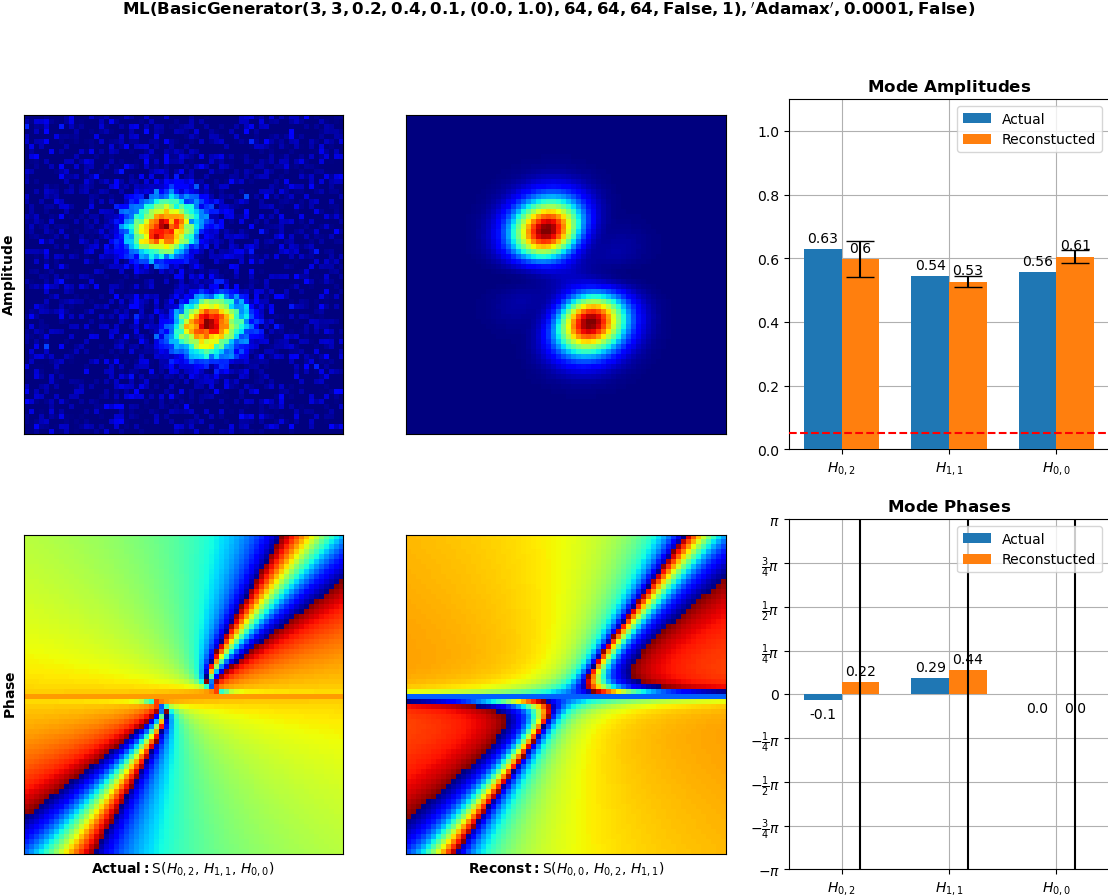 ML(BasicGenerator(3, 3, 0.2, 0.4, 0.1, (0.0, 1.0), 64, 64, 64, False, 1), ′Adamax′, 0.0001, False)
Amplitude
Mode Amplitudes
Actual
Reconstucted
1.0
0.8
0.6
0.4
0.2
0.0
0.63
0.6
0.54
0.53
0.56
0.61
H0, 2
H1, 1
H0, 0
Phase
Actual: S(H0, 2, H1, 1, H0, 0)
Reconst: S(H0, 0, H0, 2, H1, 1)
Mode Phases
Actual
Reconstucted
π
3/4π
1/2π
1/4π
0
−1/4π
−1/2π
−3/4π
−π
-0.1
0.22
0.29
0.44
0.0
0.0
H0, 2
H1, 1
H0, 0